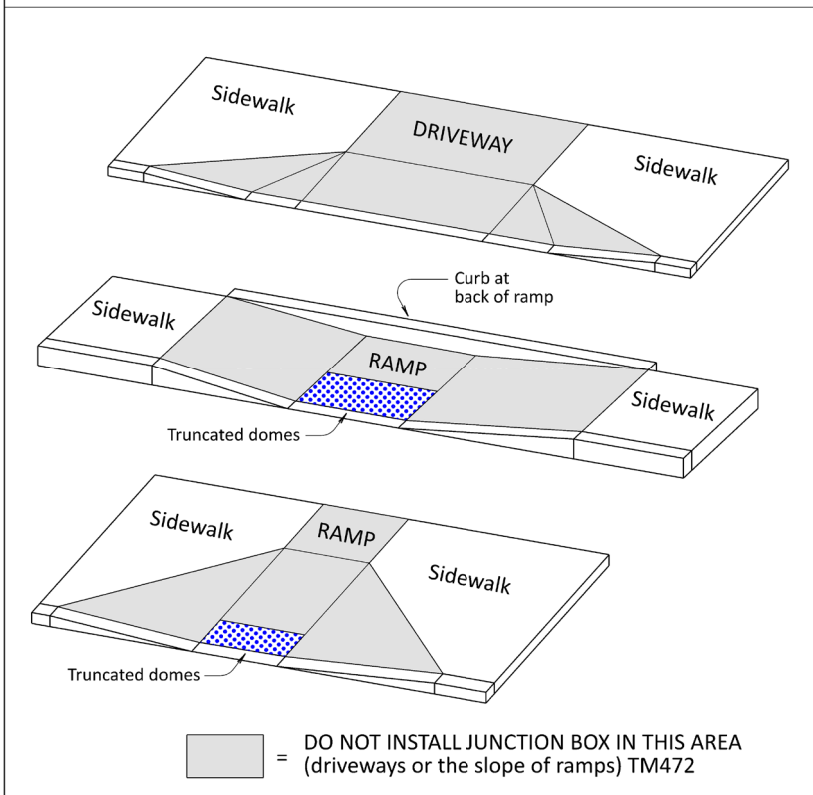 Sidewalk
DRIVEWAY
Sidewalk
Curb at
back of ramp
Sidewalk
RAMP
Sidewalk
Truncated domes
Sidewalk
RAMP
Sidewalk
Truncated domes
= DO NOT INSTALL JUNCTION BOX IN THIS AREA
(driveways or the slope of ramps) TM472